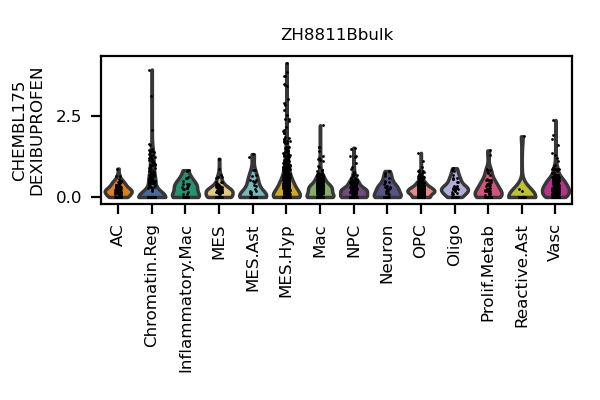 ZH8811Bbulk
CHEMBL175
DEXIBUPROFEN
2.5
0.0
AC
Chromatin.Reg
Inflammatory.Mac
MES
MES.Ast
MES.Hyp
Mac
NPC
Neuron
OPC
Oligo
Prolif.Metab
Reactive.Ast
Vasc